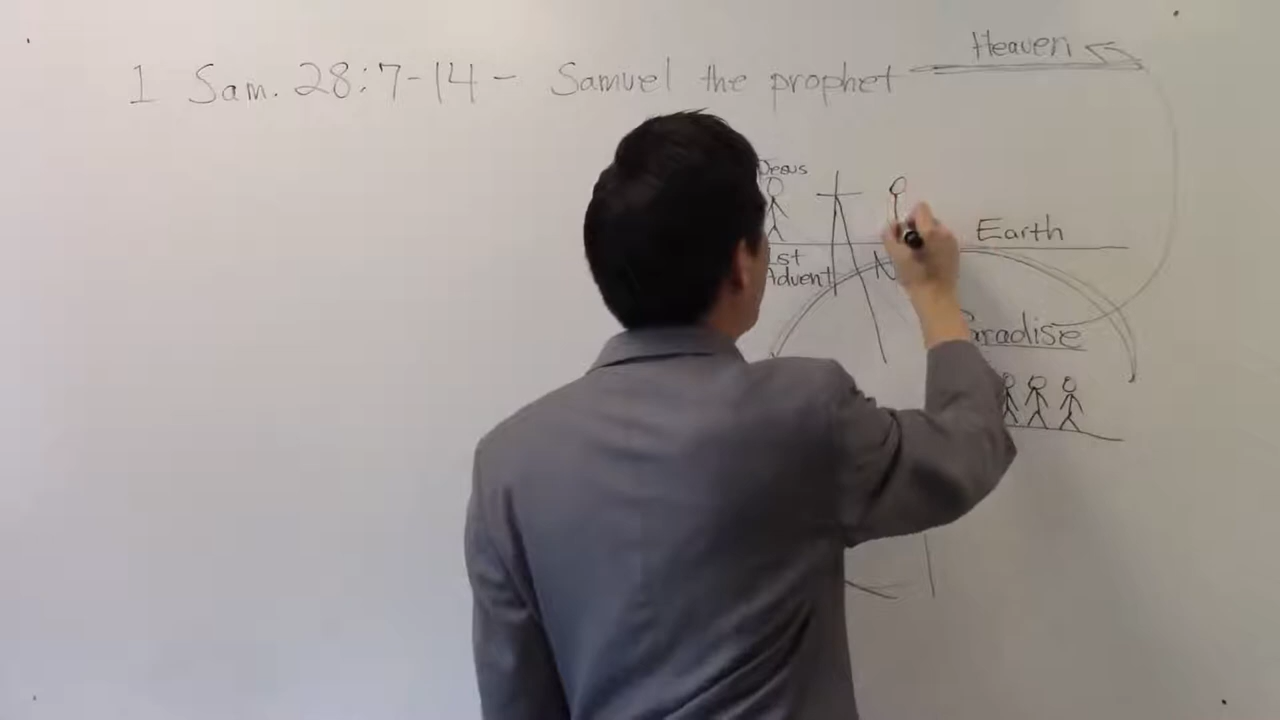 Heaven
1 Sam. 28:7-14 - Samuel the prophet
Jesus
Earth
1st
Advent
Paradise